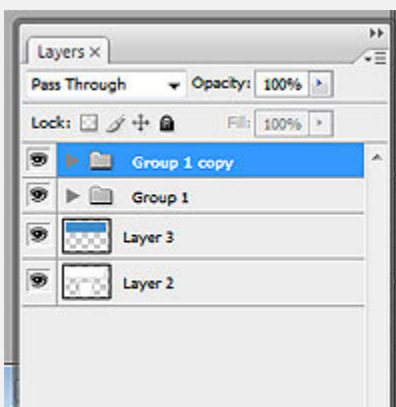 Layers ×
Pass Through Opacity: 100%
Lock: Fill: 100%
Group 1 copy
Group 1
Layer 3
Layer 2